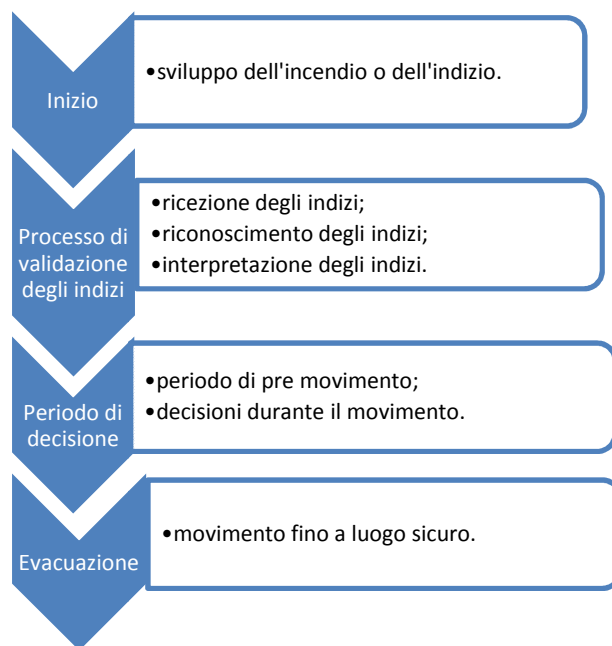 Inizio
•sviluppo dell'incendio o dell'indizio.
Processo di
validazione
degli indizi
•ricezione degli indizi;
•riconoscimento degli indizi;
•interpretazione degli indizi.
Periodo di
decisione
•periodo di pre movimento;
•decisioni durante il movimento.
Evacuazione
•movimento fino a luogo sicuro.